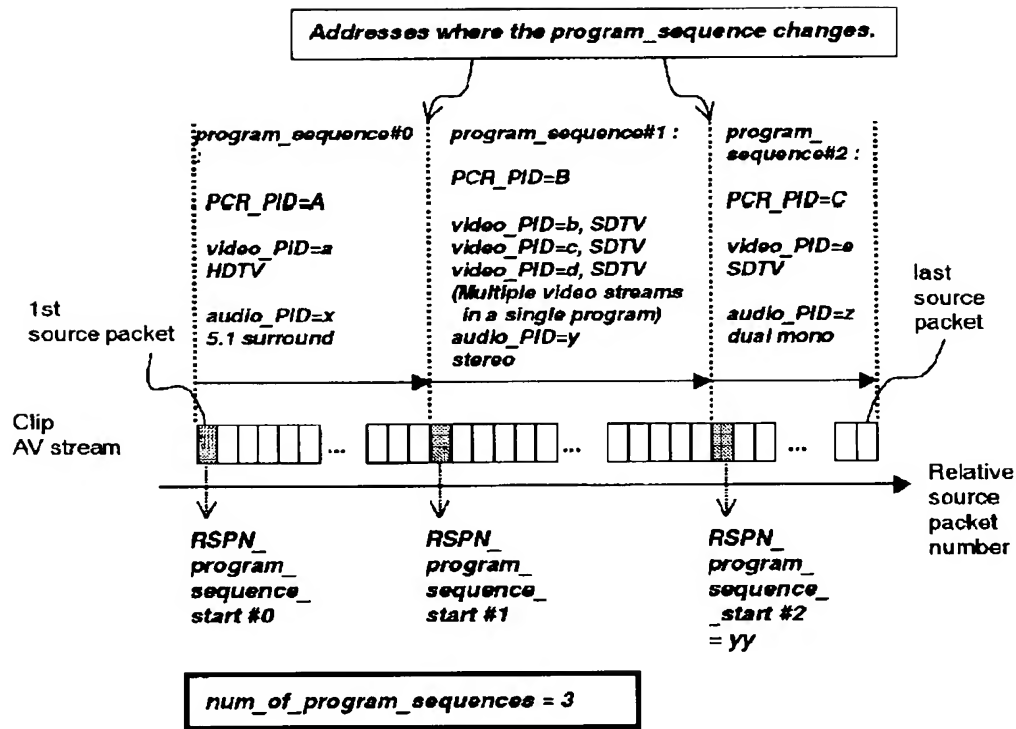 Addresses where the program_sequence changes.
program_sequence#0
:
PCR_PID=A
video_PID=a
HDTV
audio_PID=x
5.1 surround
program_sequence#1 :
PCR_PID=B
video_PID=b, SDTV
video_PID=c, SDTV
video_PID=d, SDTV
(Multiple video streams
in a single program)
audio_PID=y
stereo
program_
sequence#2 :
PCR_PID=C
video_PID=e
SDTV
audio_PID=z
dual mono
1st
source packet
last
source
packet
Clip
AV stream
...
...
...
Relative
source
packet
number
RSPN_
program_
sequence_
start #0
RSPN_
program_
sequence_
start #1
RSPN_
program_
sequence_
_start #2
= yy
num_of_program_sequences = 3